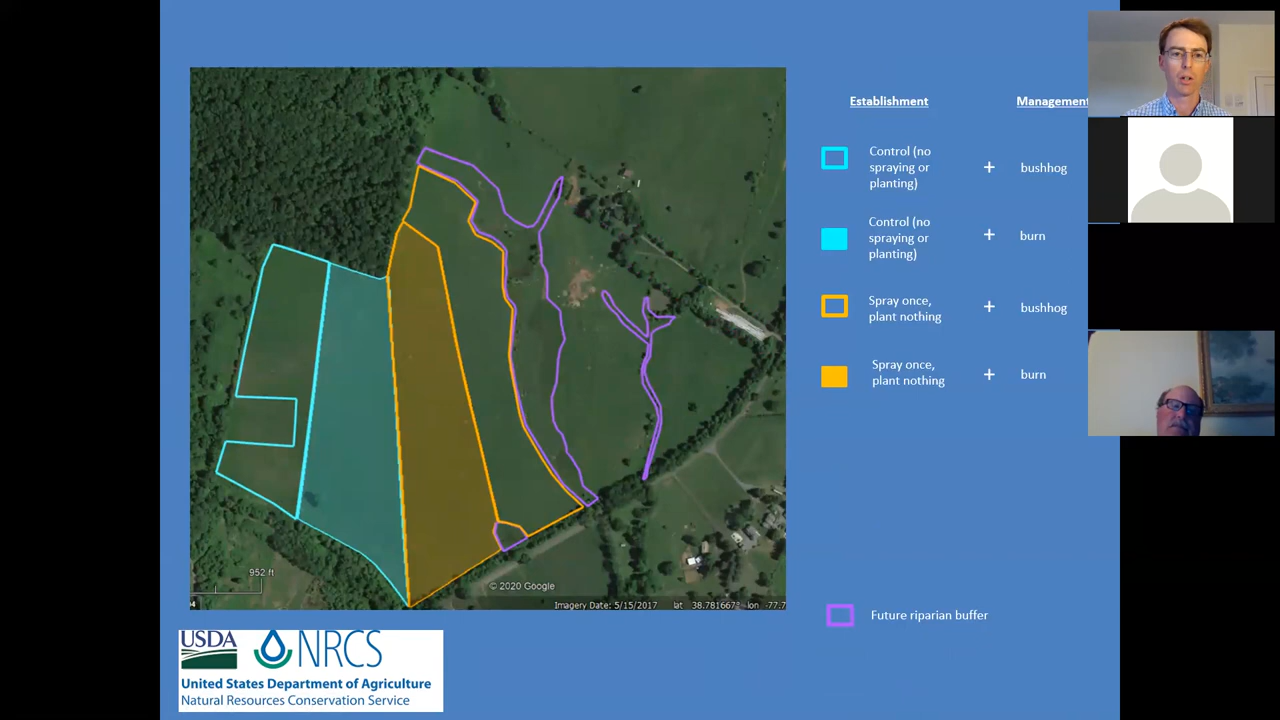 Establishment
Management
Control (no
spraying or
planting)
+
bushhog
Control (no
spraying or
planting)
+
burn
Spray once,
plant nothing
+
bushhog
Spray once,
plant nothing
+
burn
952 ft
© 2020 Google
Imagery Date: 5/15/2017 lat 38.781667° lon -77.7
Future riparian buffer
USDA
NRCS
United States Department of Agriculture
Natural Resources Conservation Service